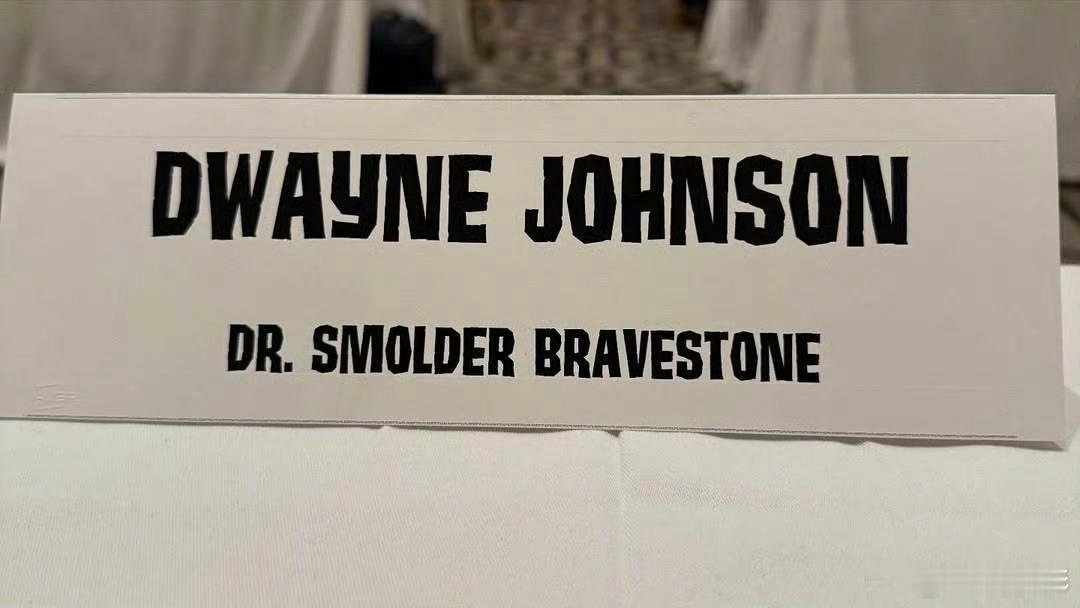 DWAYNE JOHNSON
DR. SMOLDER BRAVESTONE